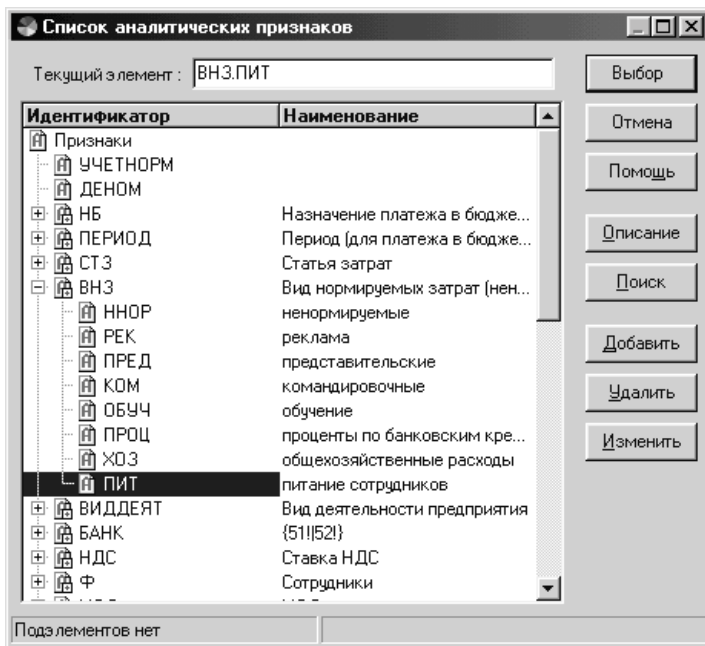 Список аналитических признаков
Текущий элемент : ВНЗ.ПИТ
Выбор
Отмена
Помощь
Описание
Поиск
Добавить
Удалить
Изменить
Идентификатор Наименование
Признаки
УЧЕТНОРМ
ДЕНОМ
НБ Назначение платежа в бюдже...
ПЕРИОД Период (для платежа в бюдже...
СТЗ Статья затрат
ВНЗ Вид нормируемых затрат (нен...
ННОР ненормируемые
РЕК реклама
ПРЕД представительские
КОМ командировочные
ОБУЧ обучение
ПРОЦ проценты по банковским кре...
ХОЗ общехозяйственные расходы
ПИТ питание сотрудников
ВИДДЕЯТ Вид деятельности предприятия
БАНК {51!|52!}
НДС Ставка НДС
Ф Сотрудники
Подэлементов нет